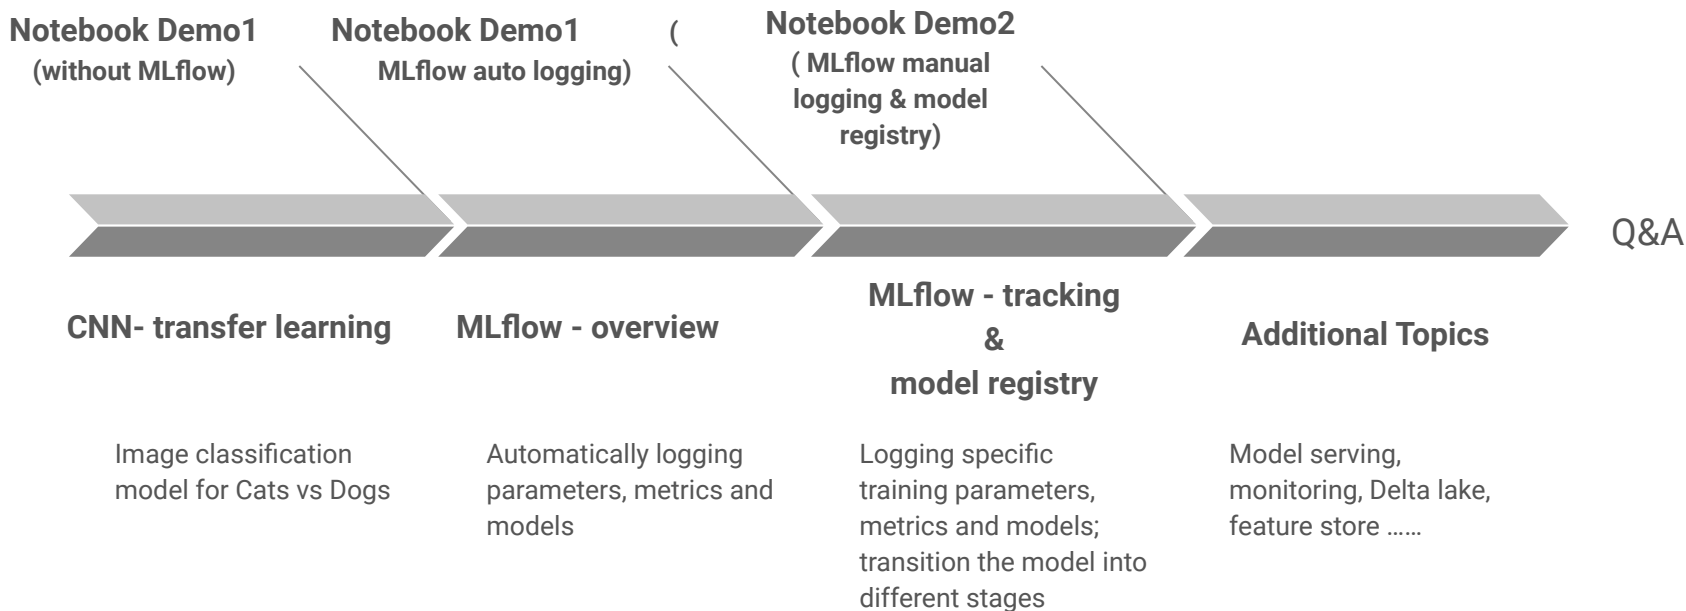 Notebook Demo1
(without MLflow)
Notebook Demo1 (
MLflow auto logging)
Notebook Demo2
( MLflow manual
logging & model
registry)
Q&A
CNN- transfer learning
MLflow - overview
MLflow - tracking
&
model registry
Additional Topics
Image classification
model for Cats vs Dogs
Automatically logging
parameters, metrics and
models
Logging specific
training parameters,
metrics and models;
transition the model into
different stages
Model serving,
monitoring, Delta lake,
feature store ......